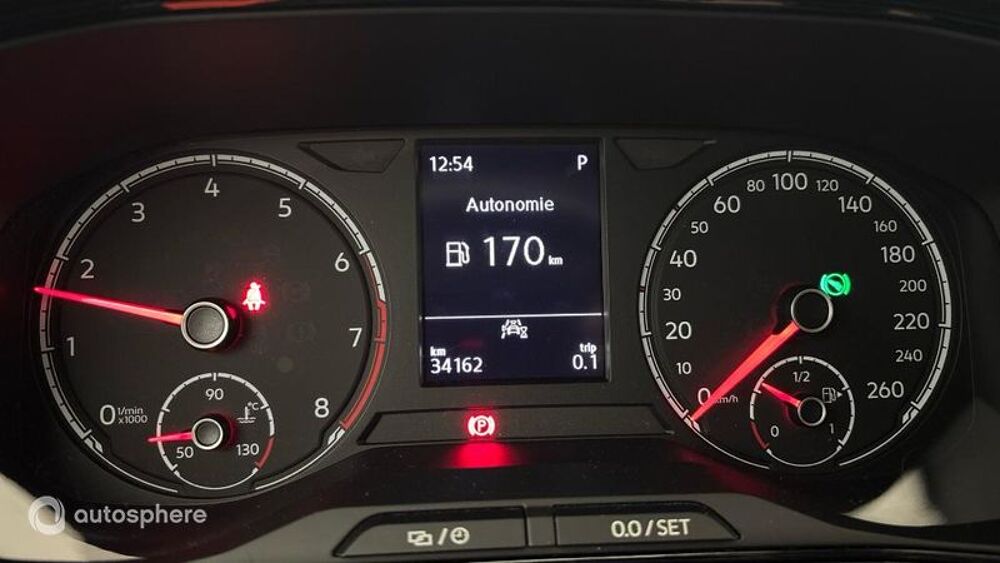 12:54 P
Autonomie
170 km
km trip
34162 0.1
0 1 2 3 4 5 6 7 8
1/min
x1000
50 90 130
°C
0 10 20 30 40 50 60 80 100 120 140 160 180 200 220 240 260
km/h
0 1/2 1
P
0.0/SET
autosphere